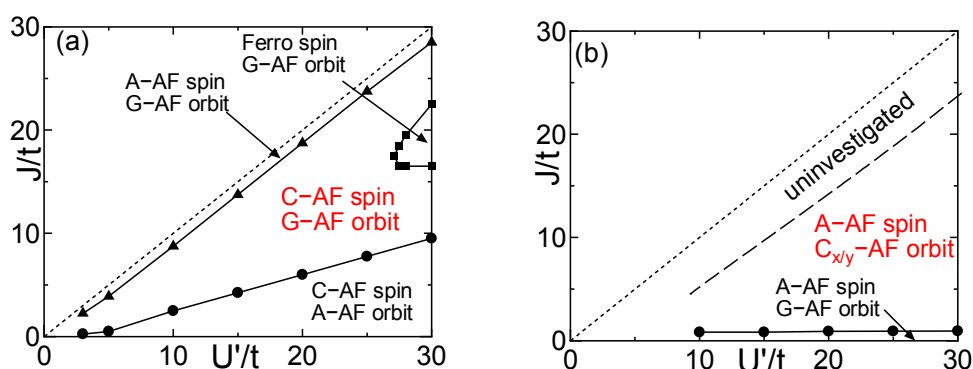 (a)
30
20
10
0
J/t
Ferro spin
G−AF orbit
A−AF spin
G−AF orbit
C−AF spin
G−AF orbit
C−AF spin
A−AF orbit
0
10
20
30
U'/t
(b)
30
20
10
0
J/t
uninvestigated
A−AF spin
Cx/y−AF orbit
A−AF spin
G−AF orbit
0
10
20
30
U'/t